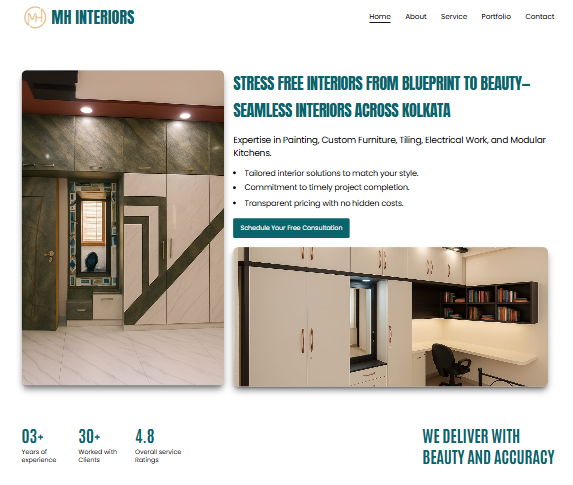 MH
MH INTERIORS
Home About Service Portfolio Contact
STRESS FREE INTERIORS FROM BLUEPRINT TO BEAUTY–
SEAMLESS INTERIORS ACROSS KOLKATA
Expertise in Painting, Custom Furniture, Tiling, Electrical Work, and Modular
Kitchens.
• Tailored interior solutions to match your style.
• Commitment to timely project completion.
• Transparent pricing with no hidden costs.
Schedule Your Free Consultation
03+ 30+ 4.8
Years of Worked with Overall service
experience Clients Ratings
WE DELIVER WITH
BEAUTY AND ACCURACY